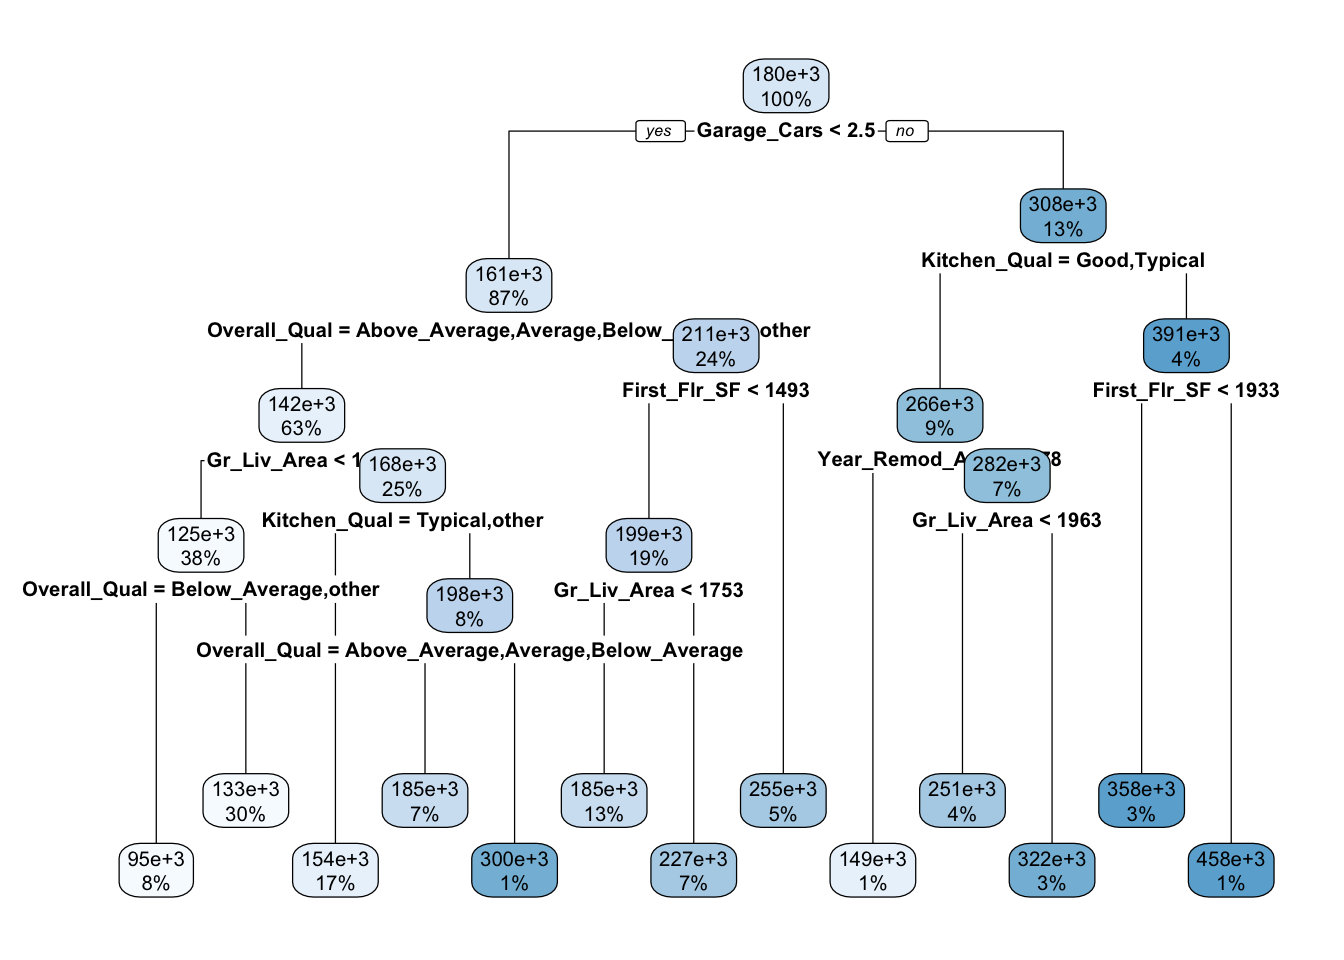 180e+3
100%
yes
Garage_Cars < 2.5
no
308e+3
13%
Kitchen_Qual = Good,Typical
161e+3
87%
Overall_Qual = Above_Average,Average,Below_
other
211e+3
24%
391e+3
4%
First_Flr_SF < 1493
First_Flr_SF < 1933
142e+3
63%
266e+3
9%
Gr_Liv_Area < 1
168e+3
25%
Year_Remod_A
78
282e+3
7%
Kitchen_Qual = Typical,other
Gr_Liv_Area < 1963
125e+3
38%
199e+3
19%
Overall_Qual = Below_Average,other
198e+3
8%
Gr_Liv_Area < 1753
Overall_Qual = Above_Average,Average,Below_Average
133e+3
30%
185e+3
7%
185e+3
13%
255e+3
5%
251e+3
4%
358e+3
3%
95e+3
8%
154e+3
17%
300e+3
1%
227e+3
7%
149e+3
1%
322e+3
3%
458e+3
1%